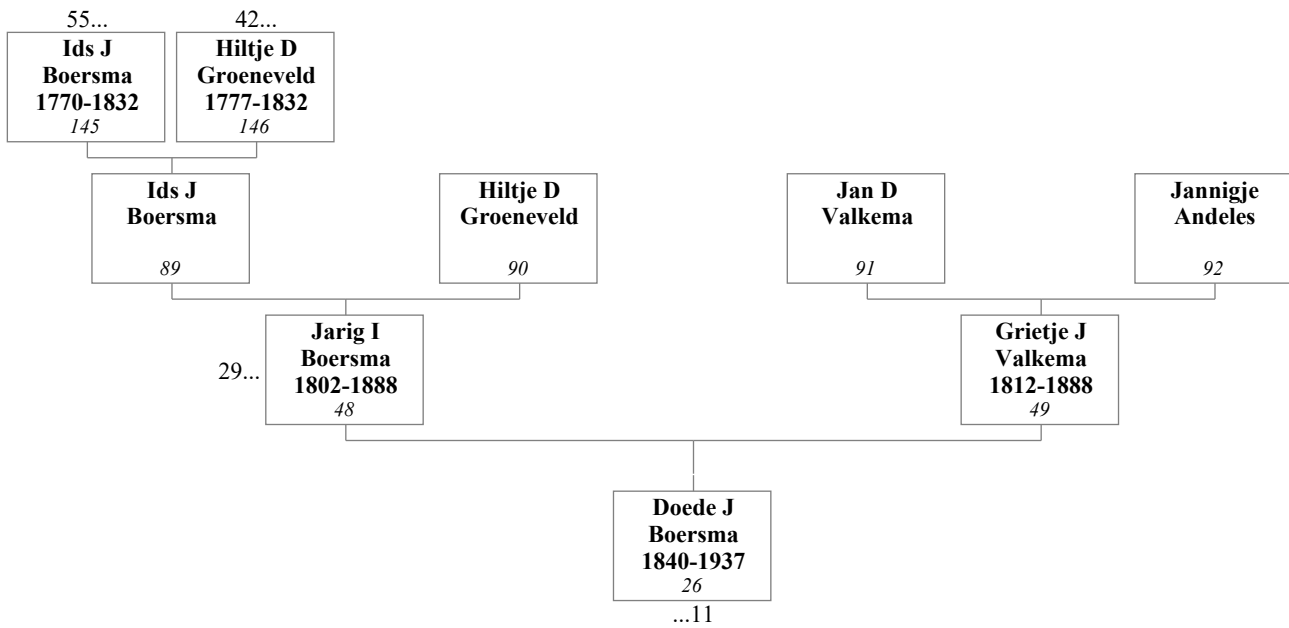 55...
42...
Ids J
Boersma
1770-1832
145
Hiltje D
Groeneveld
1777-1832
146
Ids J
Boersma
89
Hiltje D
Groeneveld
90
Jan D
Valkema
91
Jannigje
Andeles
92
29...
Jarig I
Boersma
1802-1888
48
Grietje J
Valkema
1812-1888
49
Doede J
Boersma
1840-1937
26
...11